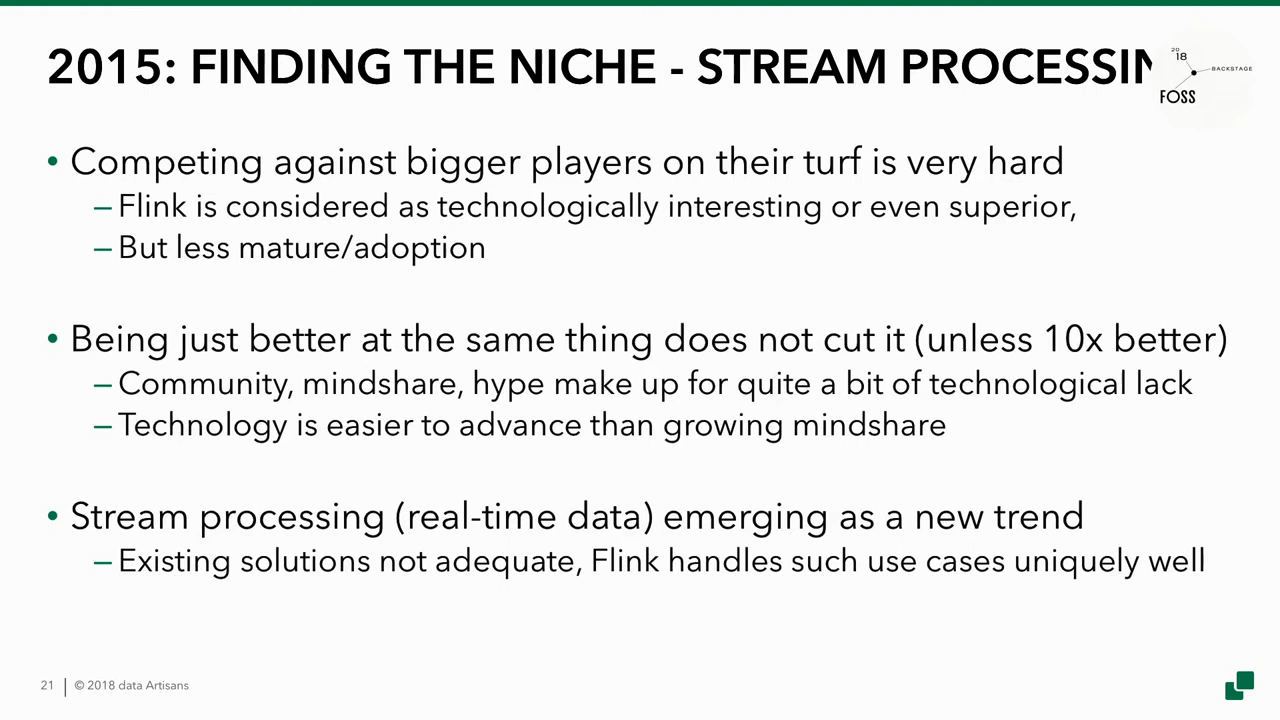 2015: FINDING THE NICHE - STREAM PROCESSIN
20
18
BACKSTAGE
FOSS
• Competing against bigger players on their turf is very hard
– Flink is considered as technologically interesting or even superior,
– But less mature/adoption
• Being just better at the same thing does not cut it (unless 10x better)
– Community, mindshare, hype make up for quite a bit of technological lack
– Technology is easier to advance than growing mindshare
• Stream processing (real-time data) emerging as a new trend
– Existing solutions not adequate, Flink handles such use cases uniquely well
21 | © 2018 data Artisans